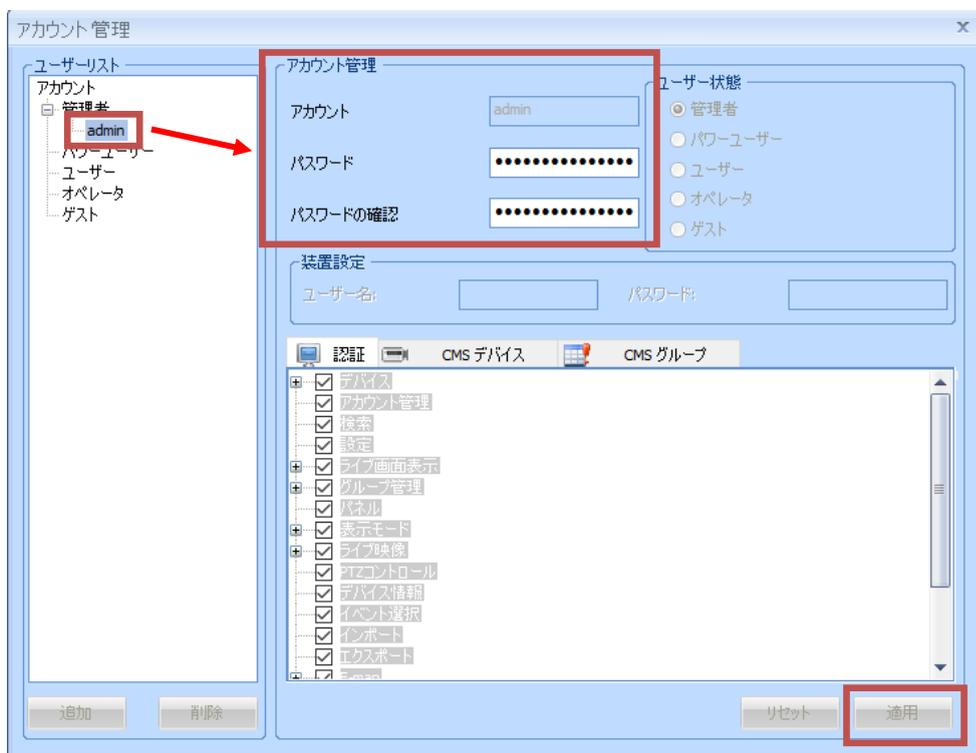 アカウント 管理
x
ユーザーリスト
アカウント
管理者
admin
パワーユーザー
ユーザー
オペレータ
ゲスト
追加
削除
アカウント管理
アカウント
admin
パスワード
•••••••••••••••
パスワードの確認
•••••••••••••••
ユーザー状態
管理者
パワーユーザー
ユーザー
オペレータ
ゲスト
装置設定
ユーザー名:
パスワード:
認証
CMS デバイス
CMS グループ
デバイス
アカウント管理
検索
設定
ライブ画面表示
グループ管理
パネル
表示モード
ライブ映像
PTZコントロール
デバイス情報
イベント選択
インポート
エクスポート
E-map
リセット
適用